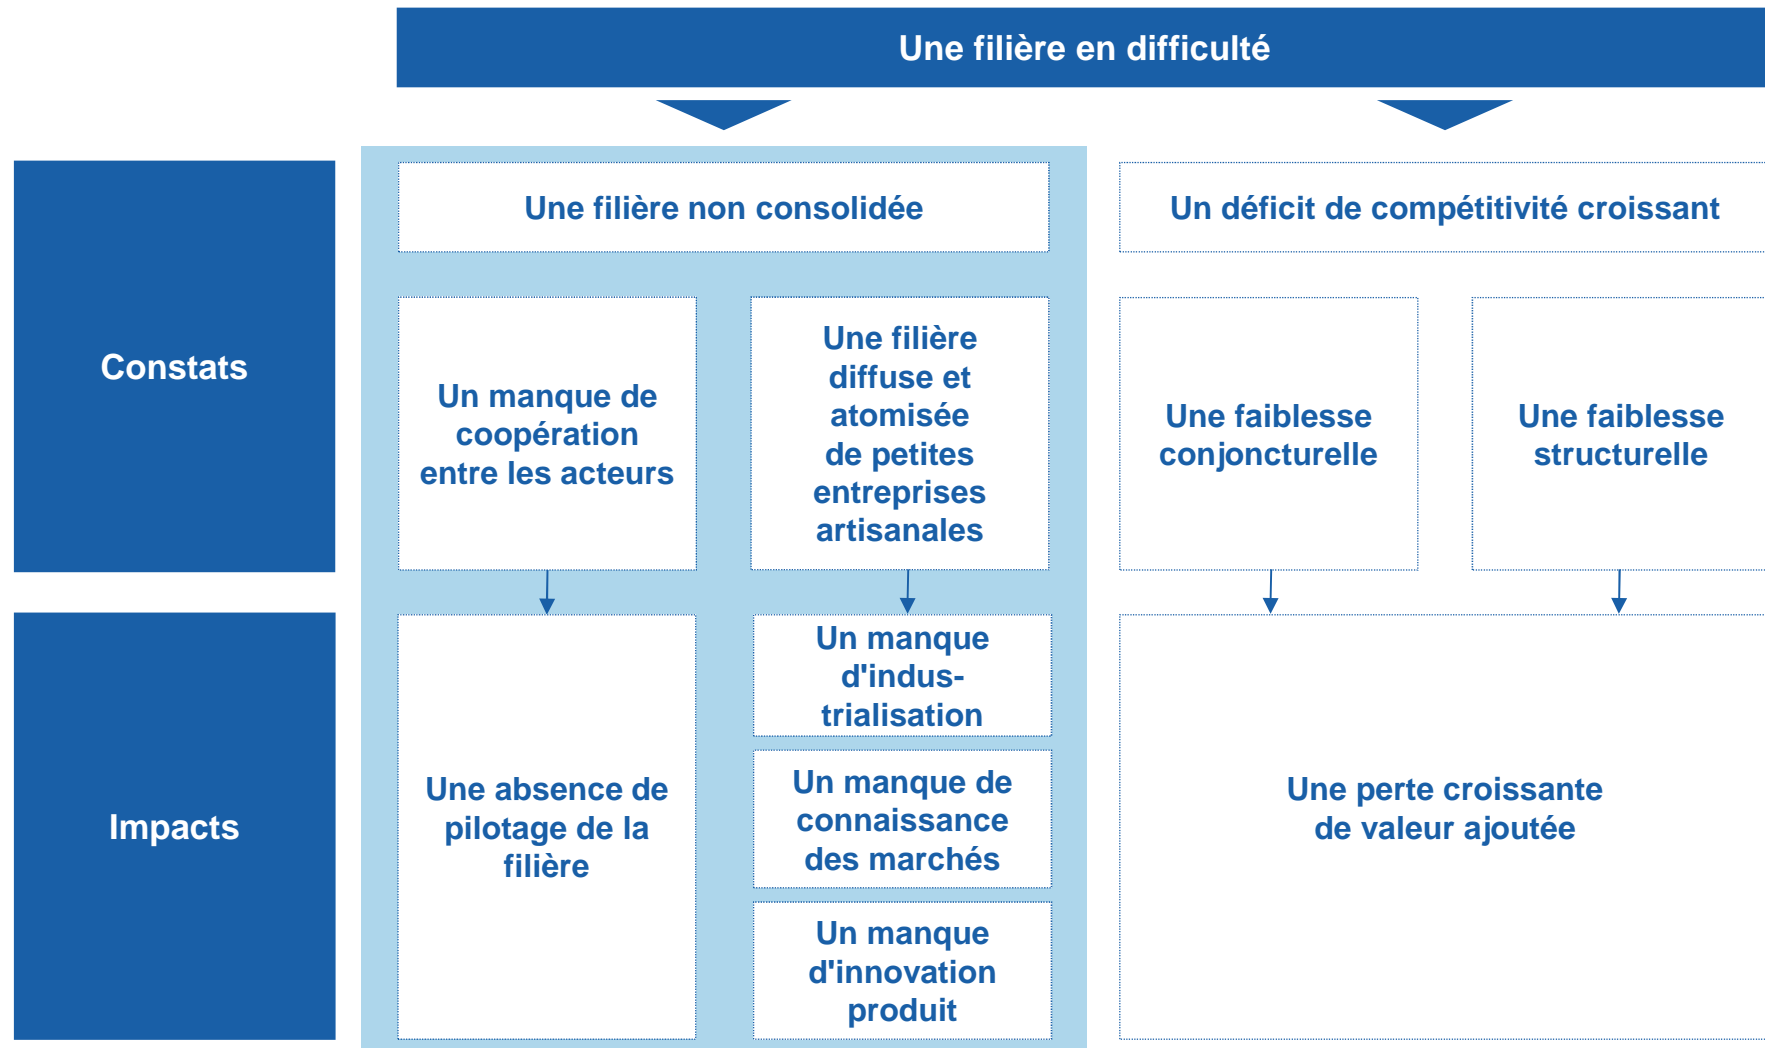 Une filière en difficulté
Constats
Une filière non consolidée
Un déficit de compétitivité croissant
Un manque de
coopération
entre les acteurs
Une filière
diffuse et
atomisée
de petites
entreprises
artisanales
Une faiblesse
conjoncturelle
Une faiblesse
structurelle
Impacts
Une absence de
pilotage de la
filière
Un manque
d'indus-
trialisation
Un manque de
connaissance
des marchés
Un manque
d'innovation
produit
Une perte croissante
de valeur ajoutée